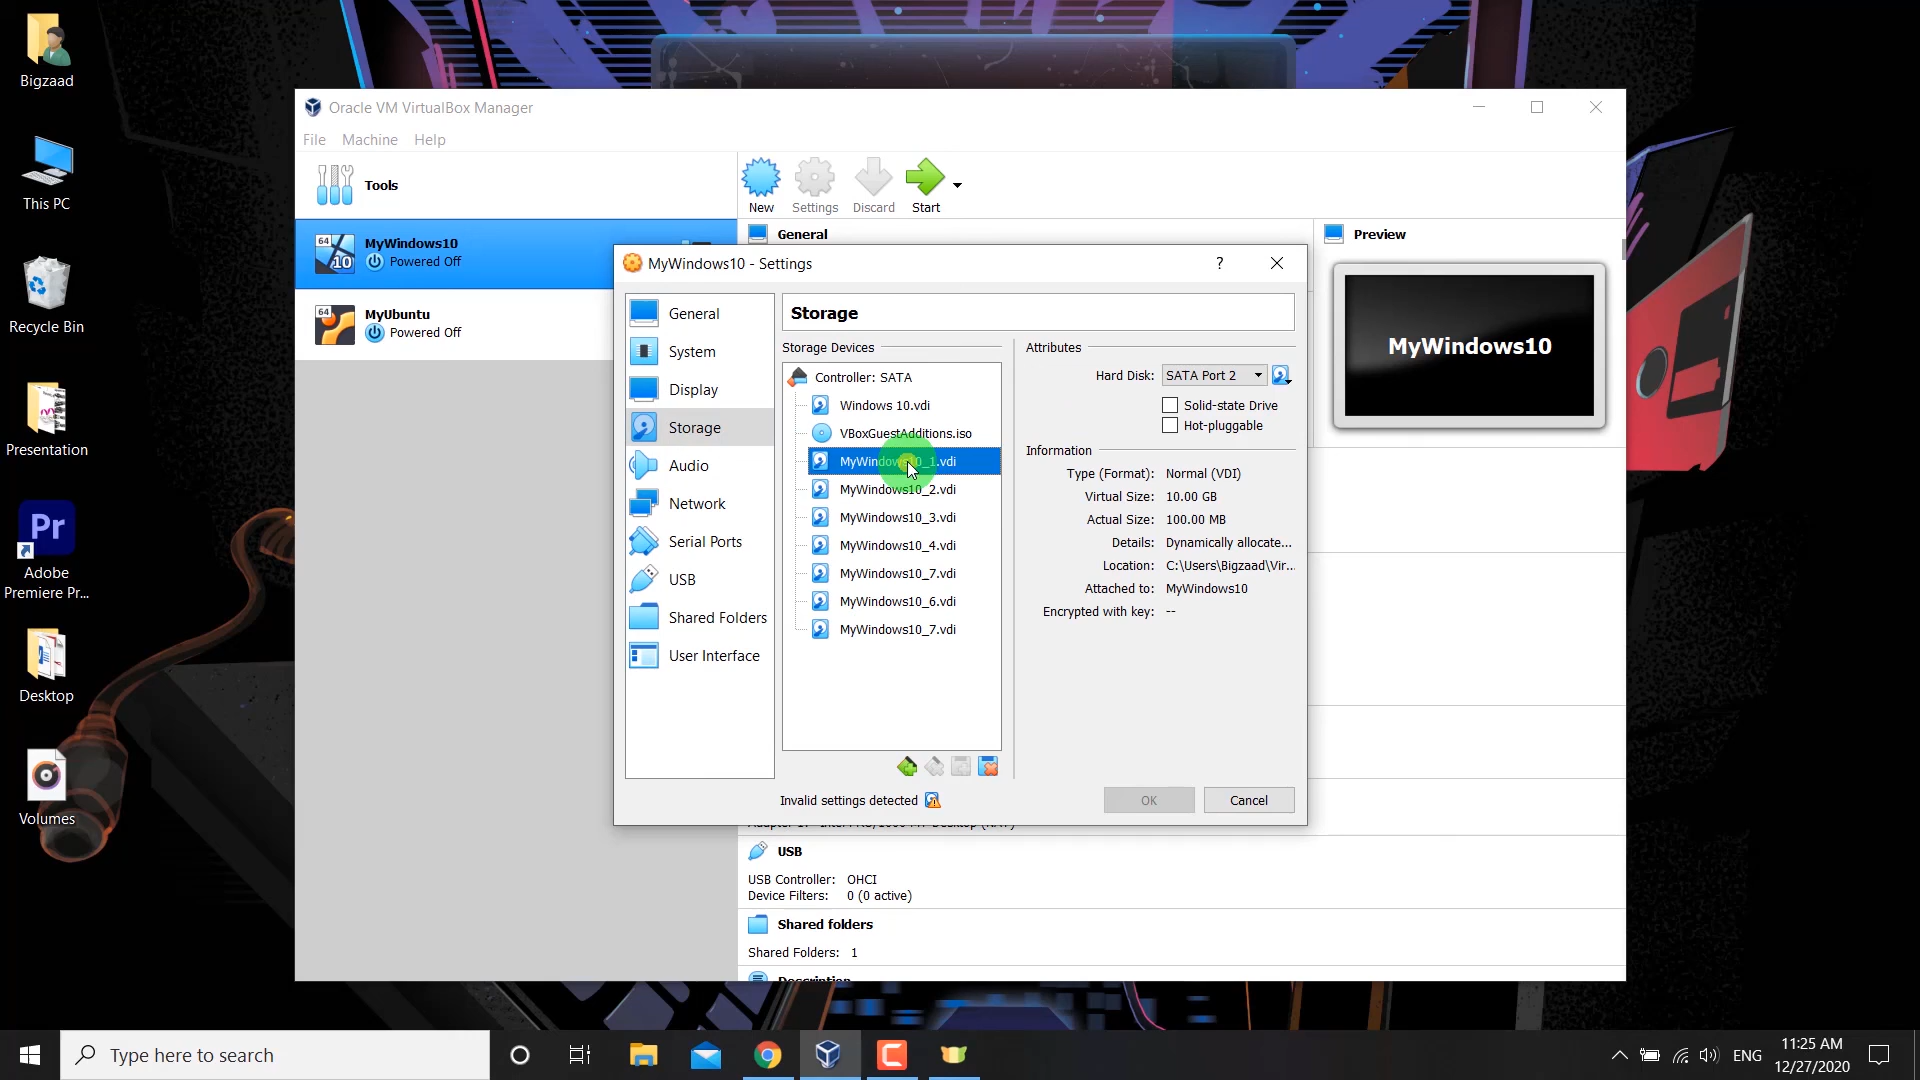 Bigzaad
This PC
Recycle Bin
Presentation
Pr
Adobe
Premiere Pr...
Desktop
Volumes
Oracle VM VirtualBox Manager
File Machine Help
Tools
New Settings Discard Start
64
10
MyWindows10
Powered Off
64
MyUbuntu
Powered Off
General
Preview
MyWindows10
MyWindows10 - Settings
?
General
System
Display
Storage
Audio
Network
Serial Ports
USB
Shared Folders
User Interface
Storage
Storage Devices
Controller: SATA
Windows 10.vdi
VBoxGuestAdditions.iso
MyWindows10_1.vdi
MyWindows10_2.vdi
MyWindows10_3.vdi
MyWindows10_4.vdi
MyWindows10_7.vdi
MyWindows10_6.vdi
MyWindows10_7.vdi
Attributes
Hard Disk: SATA Port 2
Solid-state Drive
Hot-pluggable
Information
Type (Format): Normal (VDI)
Virtual Size: 10.00 GB
Actual Size: 100.00 MB
Details: Dynamically allocate...
Location: C:\Users\Bigzaad\Vir...
Attached to: MyWindows10
Encrypted with key: --
Invalid settings detected
OK Cancel
USB
USB Controller: OHCI
Device Filters: 0 (0 active)
Shared folders
Shared Folders: 1
Description
Type here to search
ENG
11:25 AM
12/27/2020